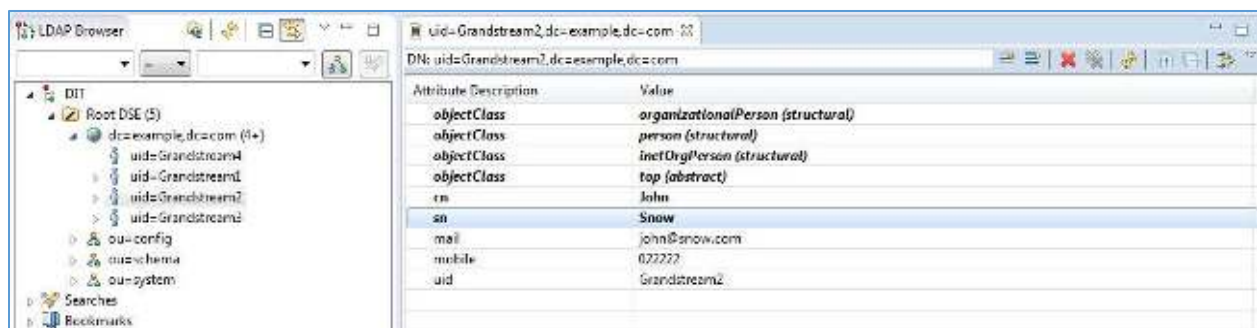 LDAP Browser
uid=Grandstream2,dc=example,dc=com
DN: uid=Grandstream2,dc=example,dc=com
=
DIT
Root DSE (5)
dc=example,dc=com (4+)
uid=Grandstream4
uid=Grandstream1
uid=Grandstream2
uid=Grandstream3
ou=config
ou=schema
ou=system
Searches
Bookmarks
Attribute Description Value
objectClass organizationalPerson (structural)
objectClass person (structural)
objectClass inetOrgPerson (structural)
objectClass top (abstract)
cn John
sn Snow
mail john@snow.com
mobile 022222
uid Grandstream2